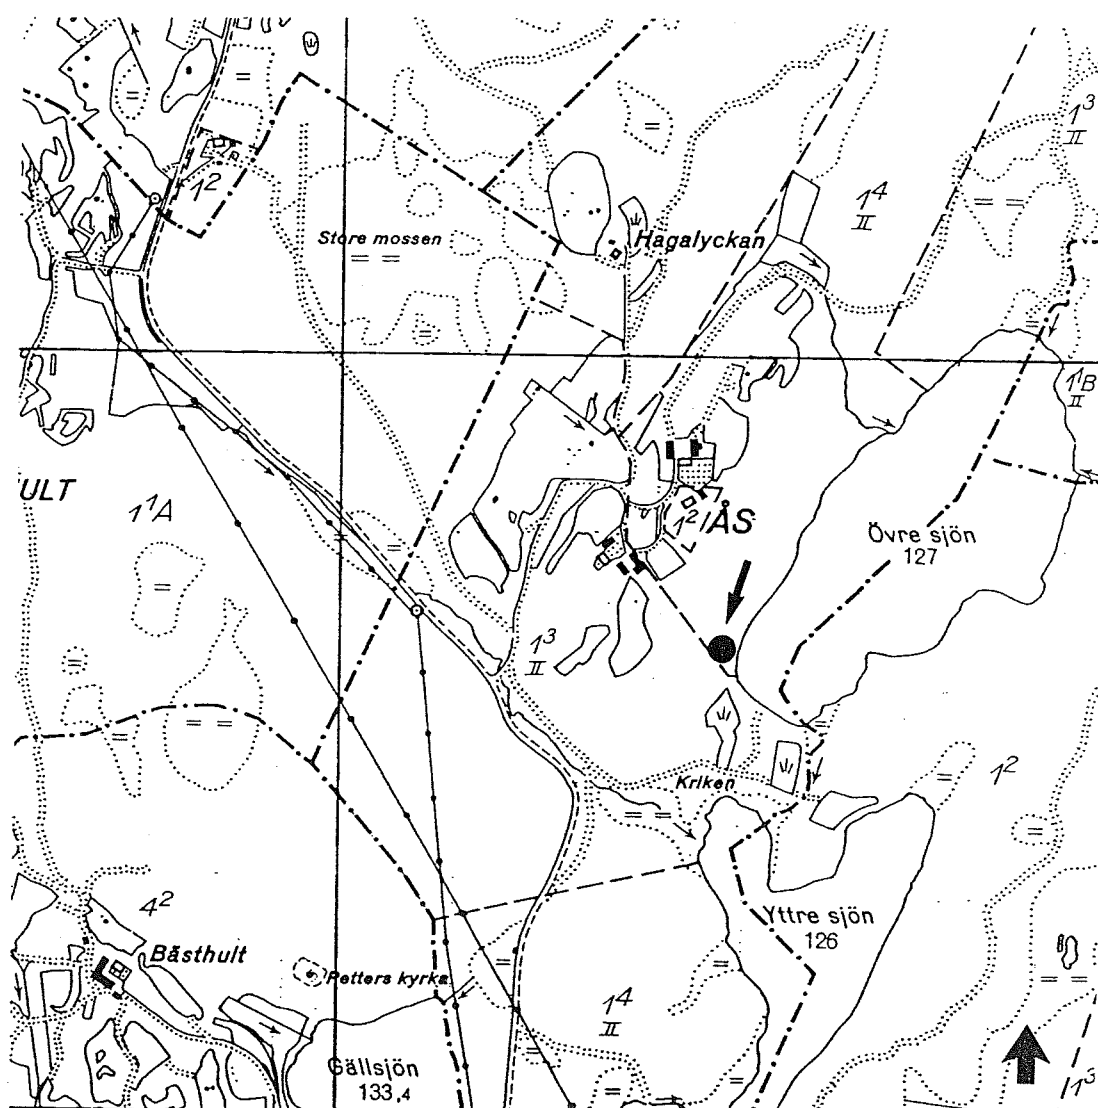 1³
II
1²
1⁴
II
Store mossen
Hagalyckan
1¹B
II
ULT
1¹A
1² ÅS
Övre sjön
127
1³
II
1²
Kriken
4²
Yttre sjön
126
Båsthult
Petters kyrka
1⁴
II
Gällsjön
133,4
1³